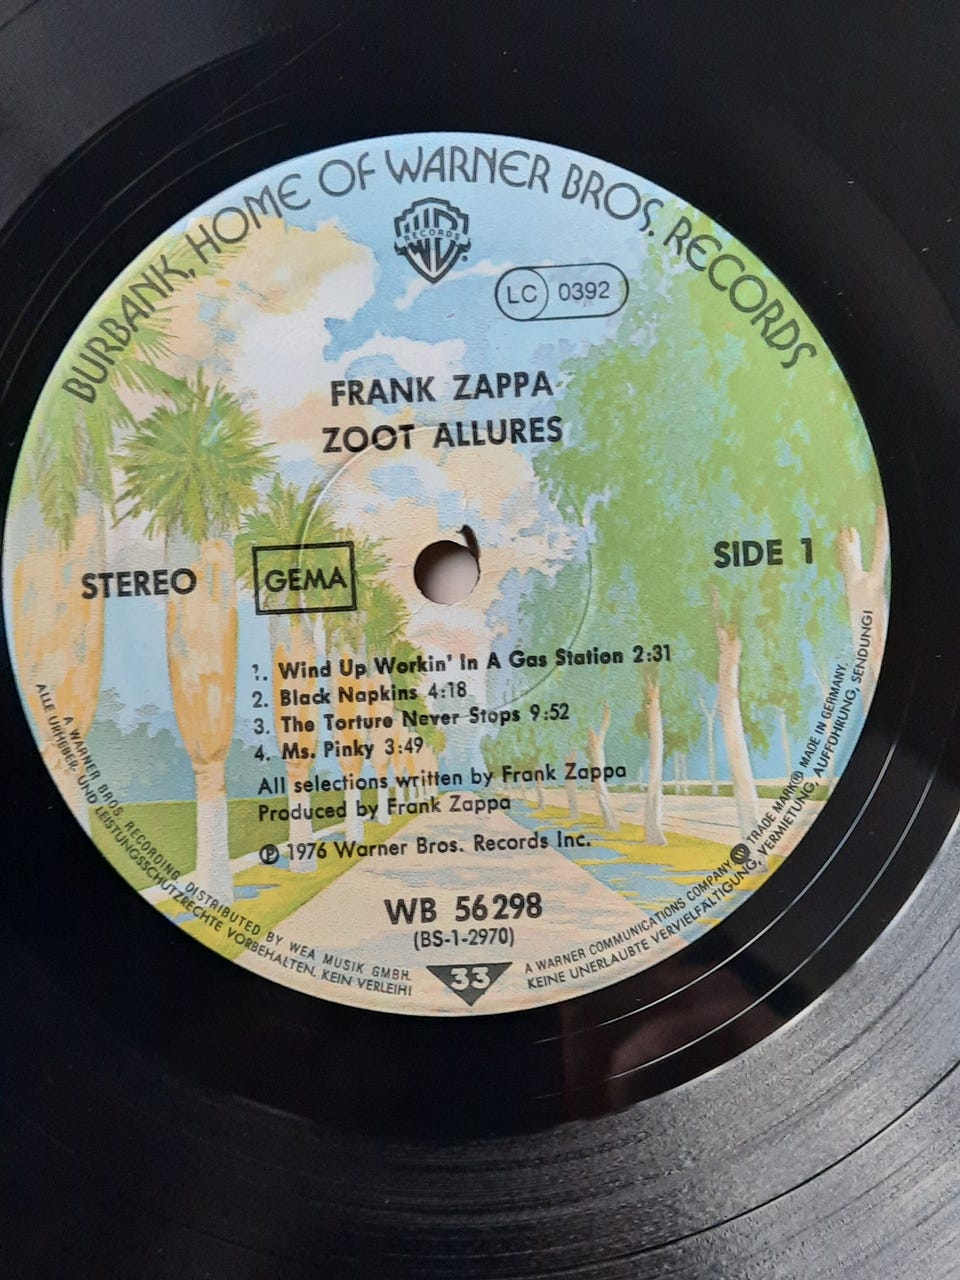 BURBANK, HOME OF WARNER BROS. RECORDS
WB
RECORDS
LC 0392
FRANK ZAPPA
ZOOT ALLURES
STEREO
GEMA
SIDE 1
1. Wind Up Workin' In A Gas Station 2:31
2. Black Napkins 4:18
3. The Torture Never Stops 9:52
4. Ms. Pinky 3:49
All selections written by Frank Zappa
Produced by Frank Zappa
℗ 1976 Warner Bros. Records Inc.
WB 56 298
(BS-1-2970)
33
A WARNER BROS. RECORDING DISTRIBUTED BY WEA MUSIK GMBH.
ALLE URHEBER- UND LEISTUNGSSCHUTZRECHTE VORBEHALTEN. KEIN VERLEIH!
A WARNER COMMUNICATIONS COMPANY W TRADE MARK® MADE IN GERMANY.
KEINE UNERLAUBTE VERVIELFÄLTIGUNG, VERMIETUNG, AUFFÜHRUNG, SENDUNG!